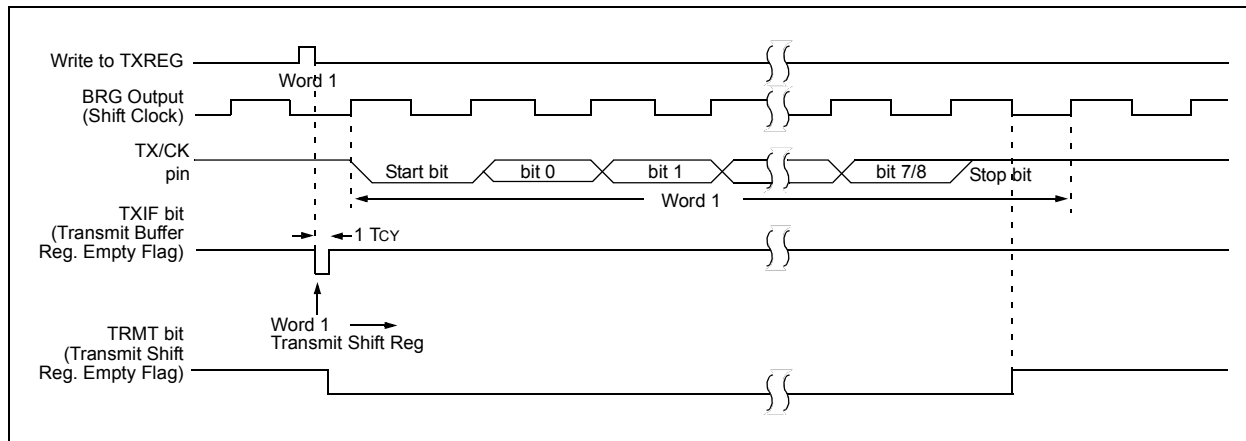 Write to TXREG
Word 1
BRG Output
(Shift Clock)
TX/CK
pin
Start bit
bit 0
bit 1
bit 7/8
Stop bit
Word 1
TXIF bit
(Transmit Buffer
Reg. Empty Flag)
1 TCY
Word 1
Transmit Shift Reg
TRMT bit
(Transmit Shift
Reg. Empty Flag)